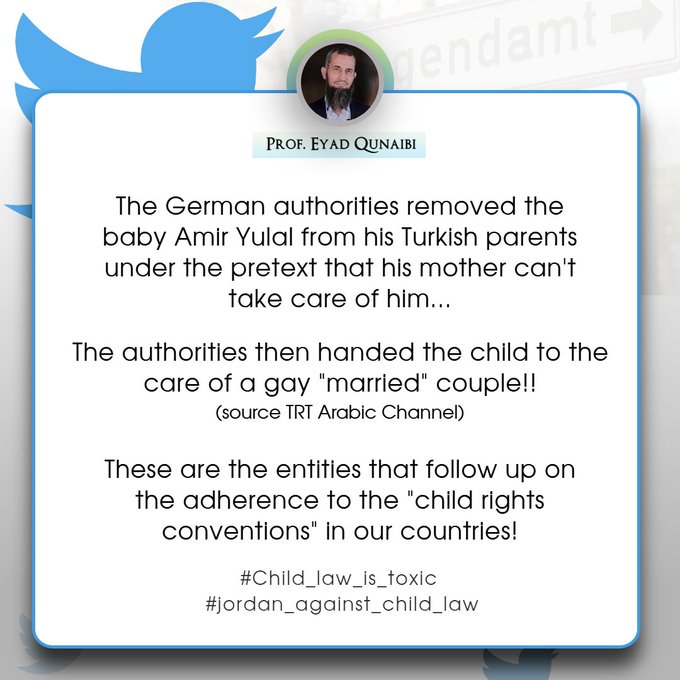 gendamt
PROF. EYAD QUNAIBI
The German authorities removed the
baby Amir Yulal from his Turkish parents
under the pretext that his mother can't
take care of him...
The authorities then handed the child to the
care of a gay "married" couple!!
(source TRT Arabic Channel)
These are the entities that follow up on
the adherence to the "child rights
conventions" in our countries!
#Child_law_is_toxic
#jordan_against_child_law